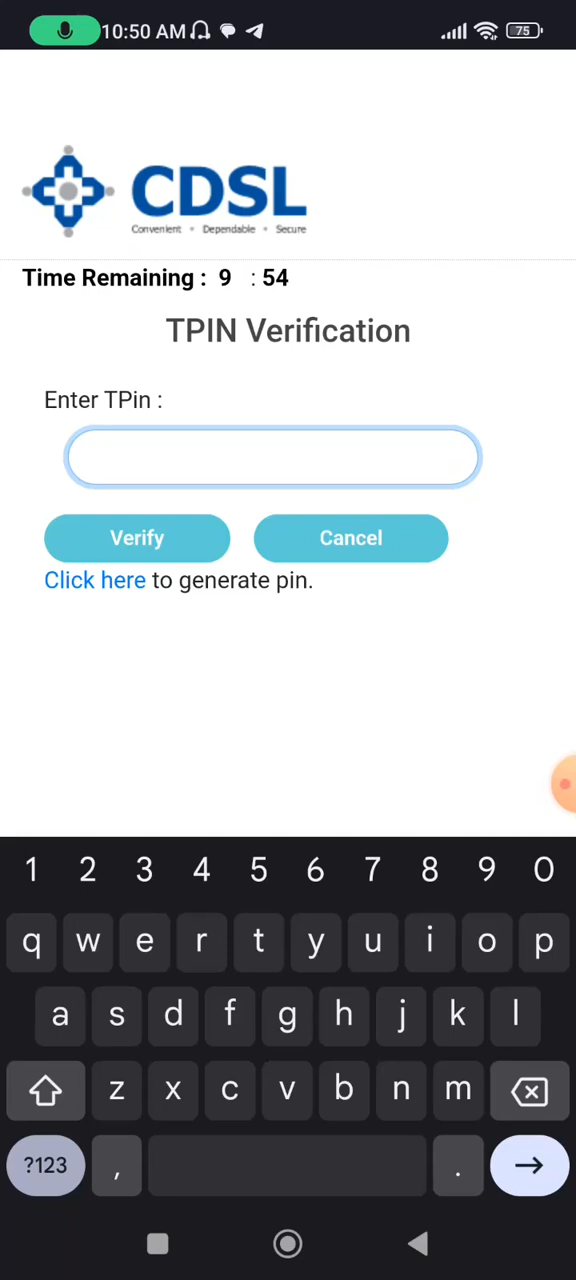 10:50 AM 75
CDSL
Convenient • Dependable • Secure
Time Remaining : 9 : 54
TPIN Verification
Enter TPin :
Verify Cancel
Click here to generate pin.
1 2 3 4 5 6 7 8 9 0
q w e r t y u i o p
a s d f g h j k l
z x c v b n m
?123 , .